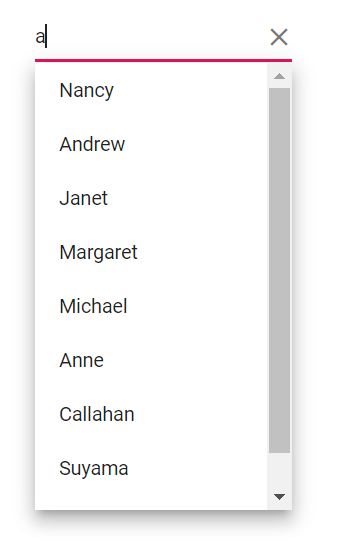 a
Nancy
Andrew
Janet
Margaret
Michael
Anne
Callahan
Suyama